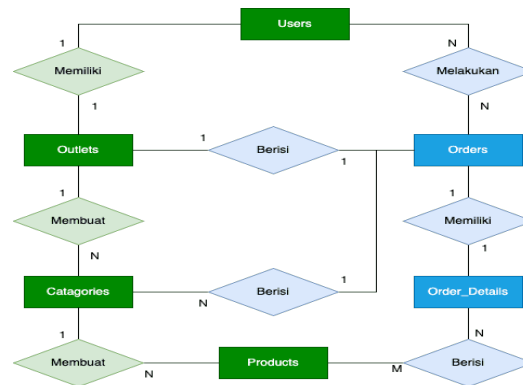 Users
1
N
Memiliki
Melakukan
1
N
Outlets
1
Berisi
1
Orders
1
1
Membuat
Memiliki
N
1
Catagories
N
Berisi
1
Order_Details
1
N
Membuat
N
Products
M
Berisi